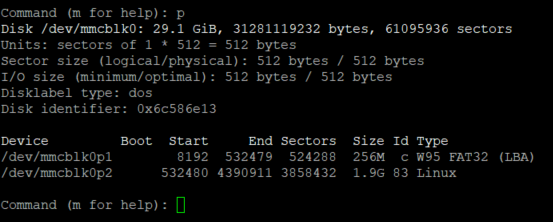 Command (m for help): p
Disk /dev/mmcblk0: 29.1 GiB, 31281119232 bytes, 61095936 sectors
Units: sectors of 1 * 512 = 512 bytes
Sector size (logical/physical): 512 bytes / 512 bytes
I/O size (minimum/optimal): 512 bytes / 512 bytes
Disklabel type: dos
Disk identifier: 0x6c586e13
Device Boot Start End Sectors Size Id Type
/dev/mmcblk0p1 8192 532479 524288 256M c W95 FAT32 (LBA)
/dev/mmcblk0p2 532480 4390911 3858432 1.9G 83 Linux
Command (m for help):